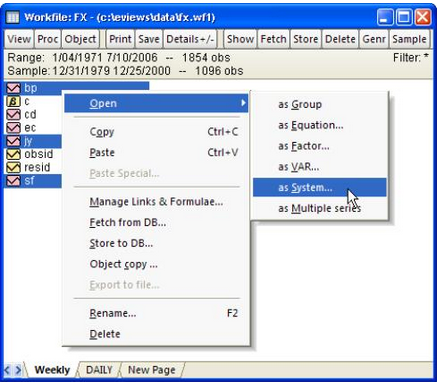 Workfile: FX - (c:\eviews\data\fx.wf1)
View Proc Object Print Save Details+/- Show Fetch Store Delete Genr Sample
Range: 1/04/1971 7/10/2006 -- 1854 obs Filter: *
Sample: 12/31/1979 12/25/2000 -- 1096 obs
bp
β c
cd
ec
jy
obsid
resid
sf
Open
Copy Ctrl+C
Paste Ctrl+V
Paste Special...
Manage Links & Formulae...
Fetch from DB...
Store to DB...
Object copy ...
Export to file...
Rename... F2
Delete
as Group
as Equation...
as Factor...
as VAR...
as System...
as Multiple series
Weekly DAILY New Page